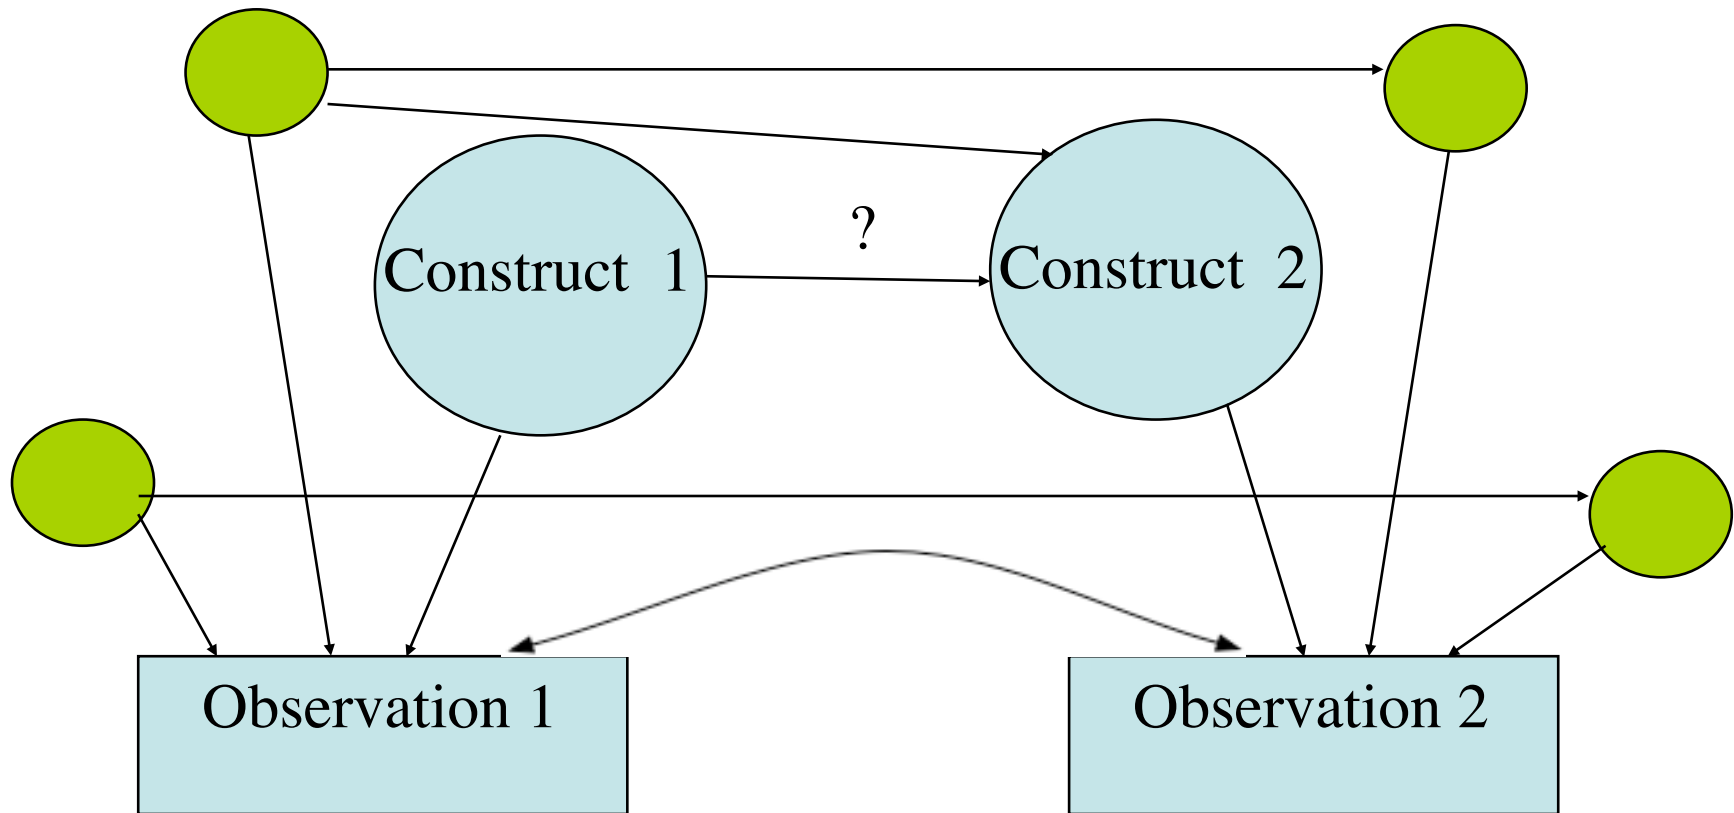 ?
Construct 1
Construct 2
Observation 1
Observation 2